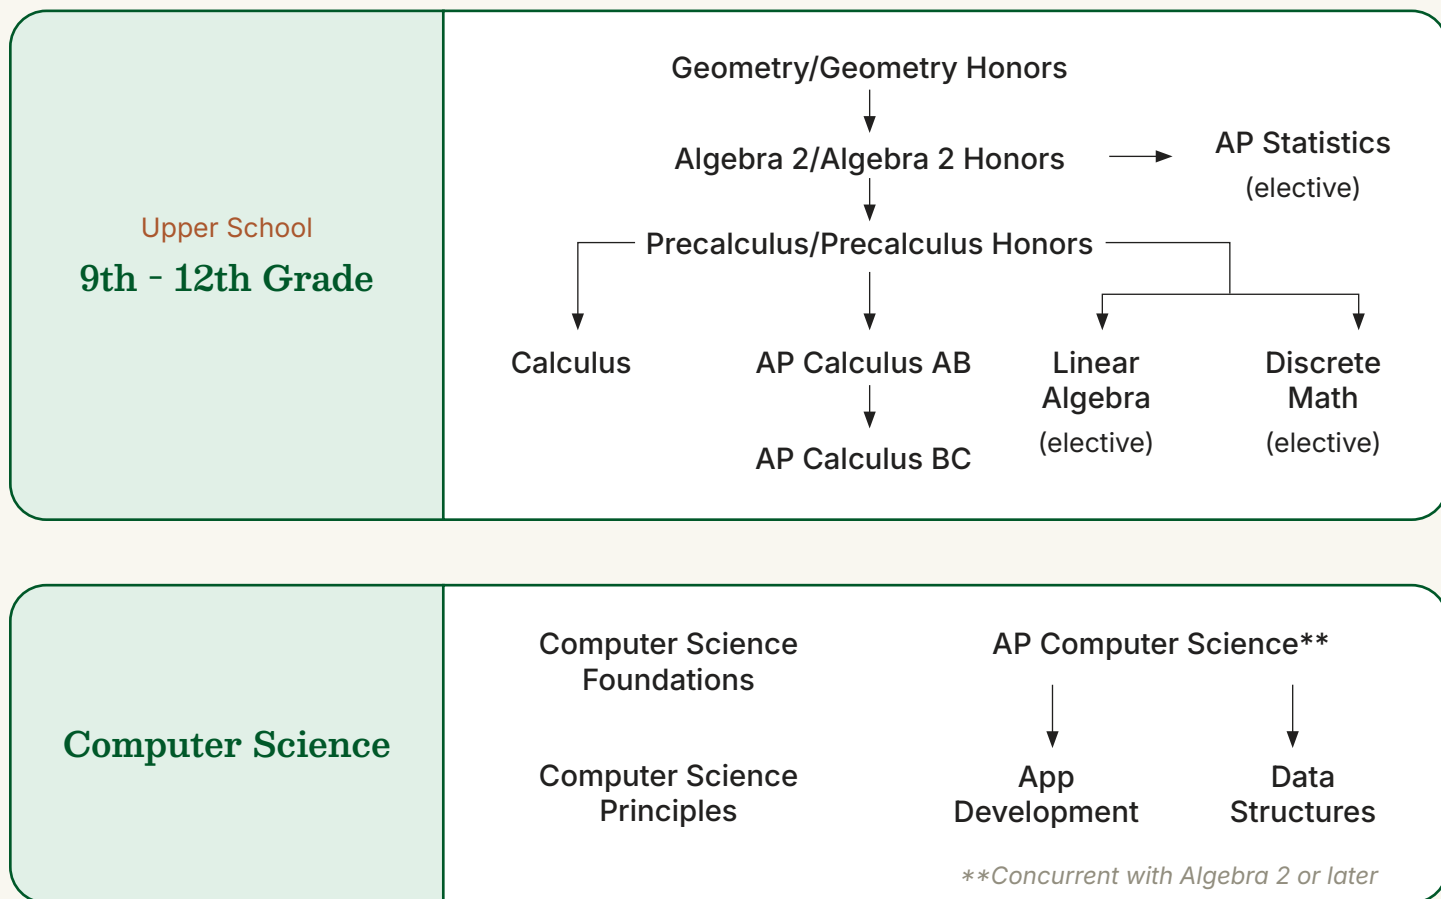 Upper School
9th - 12th Grade
Geometry/Geometry Honors
Algebra 2/Algebra 2 Honors
AP Statistics
(elective)
Precalculus/Precalculus Honors
Calculus
AP Calculus AB
AP Calculus BC
Linear
Algebra
(elective)
Discrete
Math
(elective)
Computer Science
Computer Science
Foundations
Computer Science
Principles
AP Computer Science**
App
Development
Data
Structures
**Concurrent with Algebra 2 or later